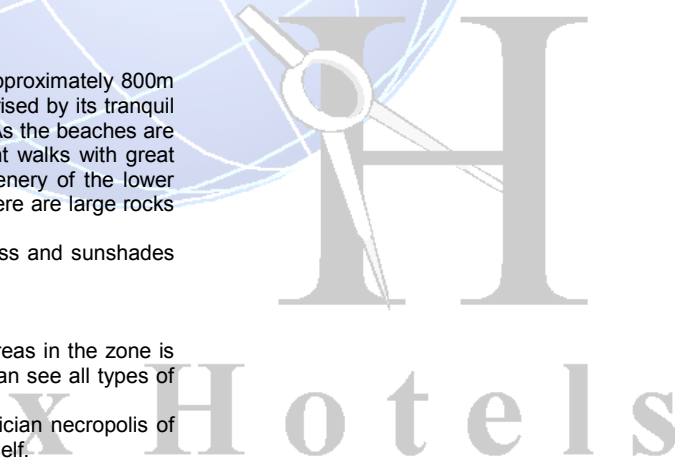 pproximately 800m
ised by its tranquil
As the beaches are
nt walks with great
enery of the lower
ere are large rocks
ss and sunshades
reas in the zone is
an see all types of
ician necropolis of
elf.
H
x Hotels